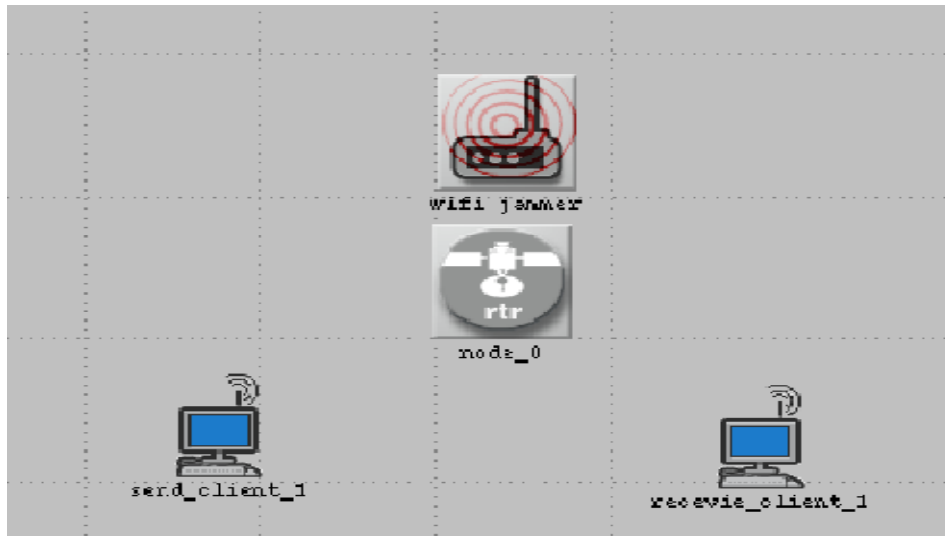 wifi jammer
rtr
node_0
send_client_1
recevie_client_1